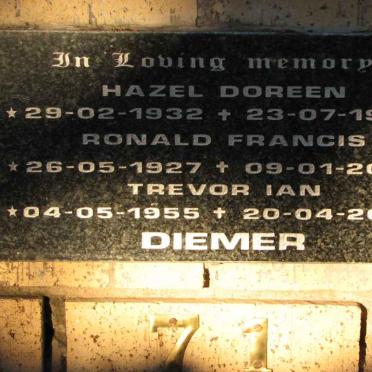 In Loving memory
HAZEL DOREEN
★29-02-1932 ✝ 23-07-19
RONALD FRANCIS
★26-05-1927 ✝ 09-01-20
TREVOR IAN
★04-05-1955 ✝ 20-04-20
DIEMER
71